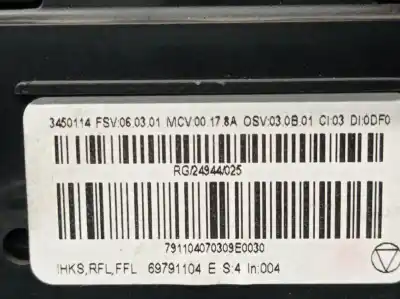 3450114 FSV:06.03.01 MCV:00.17.8A OSV:03.0B.01 CI:03 DI:0DF0
RG/24944/025
791104070309E0030
IHKS,RFL,FFL 69791104 E S:4 In:004